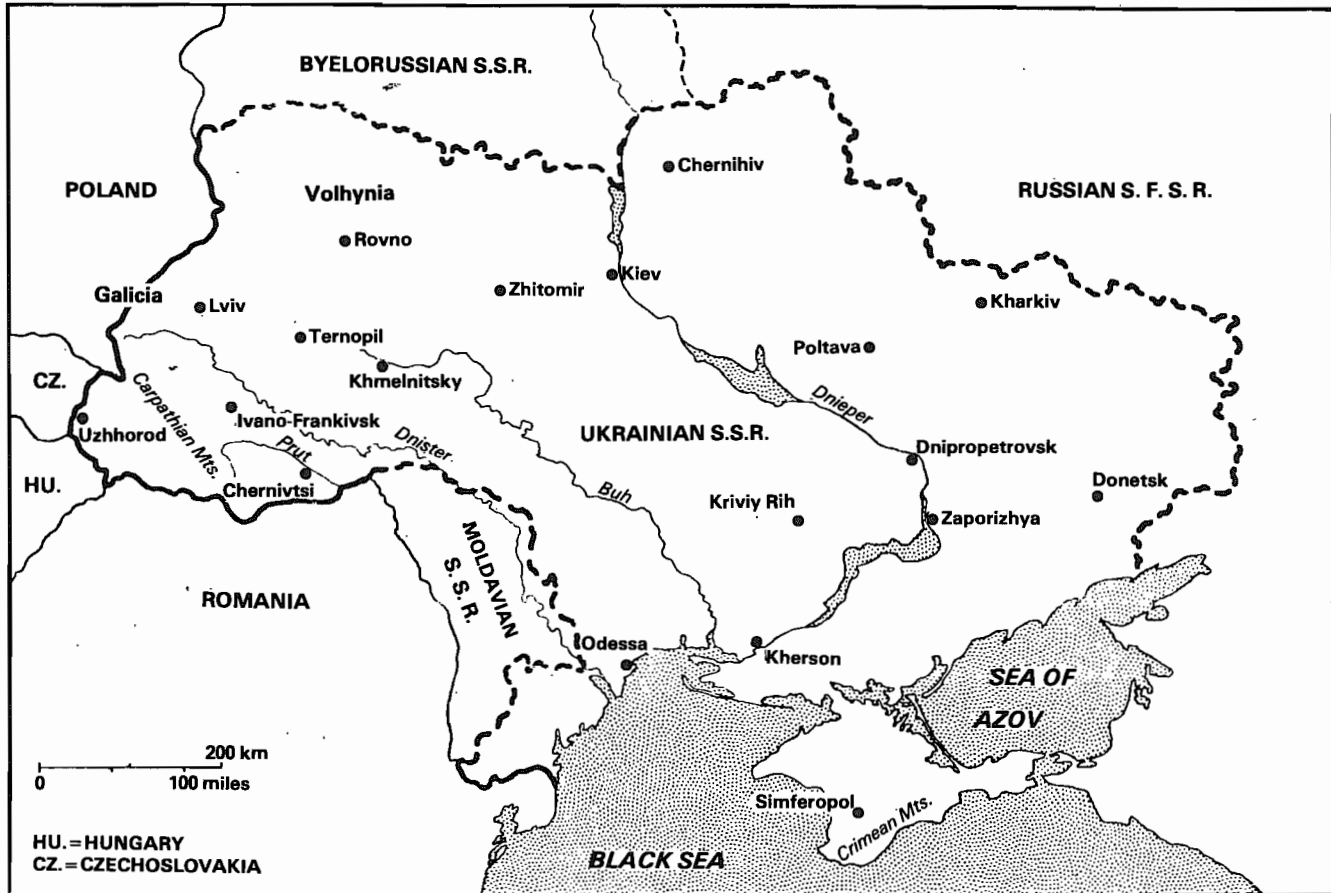 BYELORUSSIAN S.S.R.
Chernihiv
POLAND
Volhynia
RUSSIAN S. F. S. R.
Rovno
Kiev
Zhitomir
Galicia
Lviv
Kharkiv
Ternopil
Poltava
Khmelnitsky
CZ.
Carpathian Mts.
Dnieper
Uzhhorod
Ivano-Frankivsk
Dnister
UKRAINIAN S.S.R.
Prut
Dnipropetrovsk
HU.
Chernivtsi
Buh
Kriviy Rih
Donetsk
Zaporizhya
MOLDAVIAN
S. S. R.
ROMANIA
Odessa
Kherson
SEA OF
AZOV
200 km
0
100 miles
Simferopol
Crimean Mts.
HU.=HUNGARY
CZ.=CZECHOSLOVAKIA
BLACK SEA